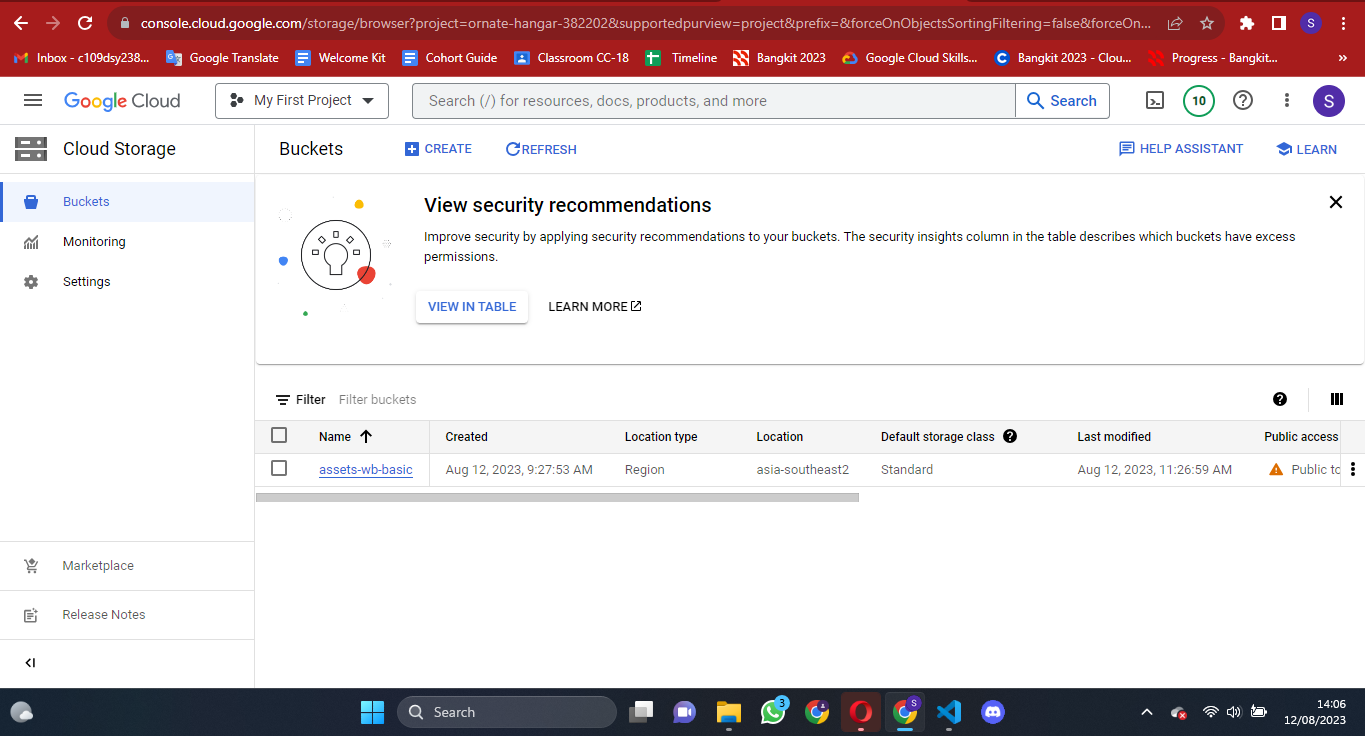 console.cloud.google.com/storage/browser?project=ornate-hangar-382202&supportedpurview=project&prefix=&forceOnObjectsSortingFiltering=false&forceOn...
S
Inbox - c109dsy238... Google Translate Welcome Kit Cohort Guide Classroom CC-18 Timeline Bangkit 2023 Google Cloud Skills... Bangkit 2023 - Clou... Progress - Bangkit... »
Google Cloud My First Project Search (/) for resources, docs, products, and more Search 10 S
Cloud Storage Buckets CREATE REFRESH HELP ASSISTANT LEARN
Buckets
Monitoring
Settings
View security recommendations
Improve security by applying security recommendations to your buckets. The security insights column in the table describes which buckets have excess
permissions.
VIEW IN TABLE LEARN MORE
Filter Filter buckets
Name Created Location type Location Default storage class Last modified Public access
assets-wb-basic Aug 12, 2023, 9:27:53 AM Region asia-southeast2 Standard Aug 12, 2023, 11:26:59 AM Public to
Marketplace
Release Notes
Search 3 S 14:06
12/08/2023